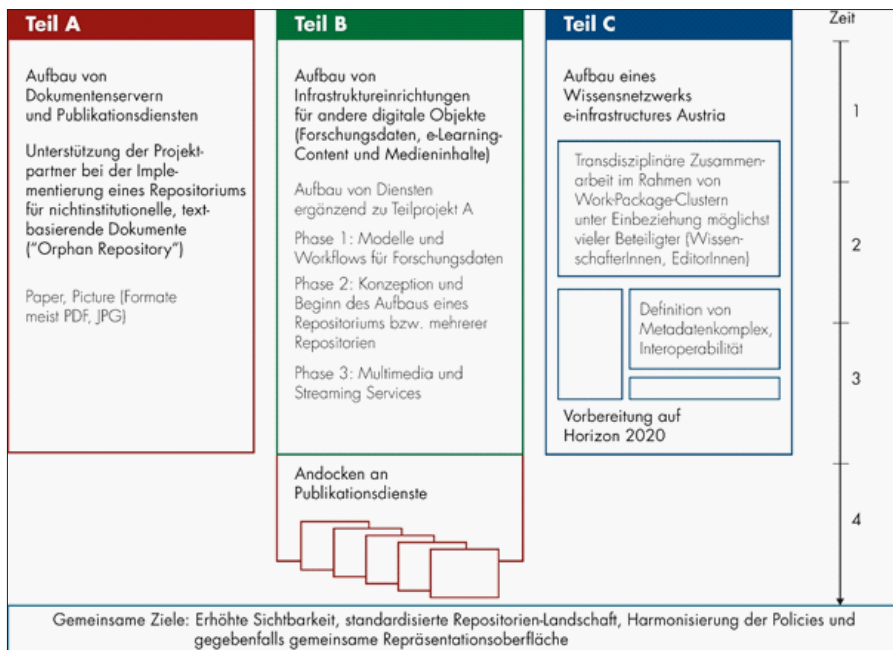 Teil A
Aufbau von
Dokumentenservern
und Publikationsdiensten
Unterstützung der Projekt-
partner bei der Imple-
mentierung eines Repositoriums
für nichtinstitutionelle, text-
basierende Dokumente
("Orphan Repository")
Paper, Picture (Formate
meist PDF, JPG)
Teil B
Aufbau von
Infrastruktureinrichtungen
für andere digitale Objekte
(Forschungsdaten, e-Learning-
Content und Medieninhalte)
Aufbau von Diensten
ergänzend zu Teilprojekt A
Phase 1: Modelle und
Workflows für Forschungsdaten
Phase 2: Konzeption und
Beginn des Aufbaus eines
Repositoriums bzw. mehrerer
Repositorien
Phase 3: Multimedia und
Streaming Services
Andocken an
Publikationsdienste
Teil C
Aufbau eines
Wissensnetzwerks
e-infrastructures Austria
Transdisziplinäre Zusammen-
arbeit im Rahmen von
Work-Package-Clustern
unter Einbeziehung möglichst
vieler Beteiligter (Wissen-
schafterInnen, EditorInnen)
Definition von
Metadatenkomplex,
Interoperabilität
Vorbereitung auf
Horizon 2020
Zeit
1
2
3
4
Gemeinsame Ziele: Erhöhte Sichtbarkeit, standardisierte Repositorien-Landschaft, Harmonisierung der Policies und
gegebenfalls gemeinsame Repräsentationsoberfläche